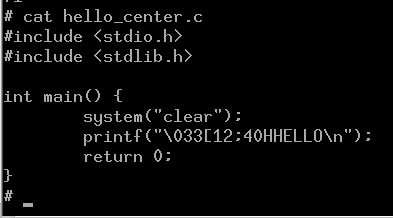 # cat hello_center.c
#include <stdio.h>
#include <stdlib.h>

int main() {
        system("clear");
        printf("\033[12;40HHELLO\n");
        return 0;
}
# _